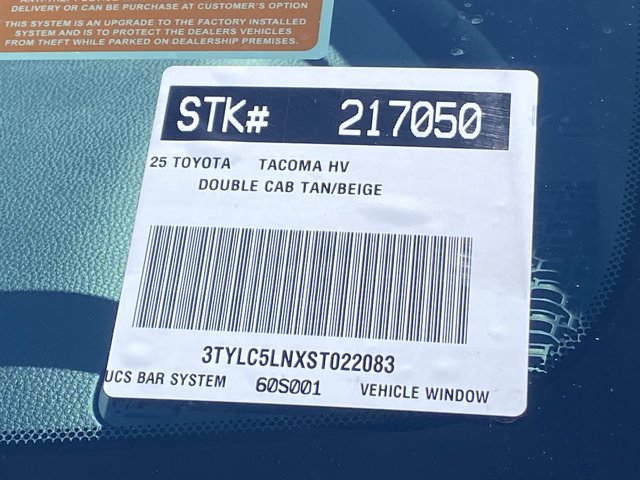 DELIVERY OR CAN BE PURCHASE AT CUSTOMER'S OPTION
THIS SYSTEM IS AN UPGRADE TO THE FACTORY INSTALLED
SYSTEM AND IS TO PROTECT THE DEALERS VEHICLES
FROM THEFT WHILE PARKED ON DEALERSHIP PREMISES.
STK# 217050
25 TOYOTA TACOMA HV
DOUBLE CAB TAN/BEIGE
3TYLC5LNXST022083
UCS BAR SYSTEM 60S001 VEHICLE WINDOW